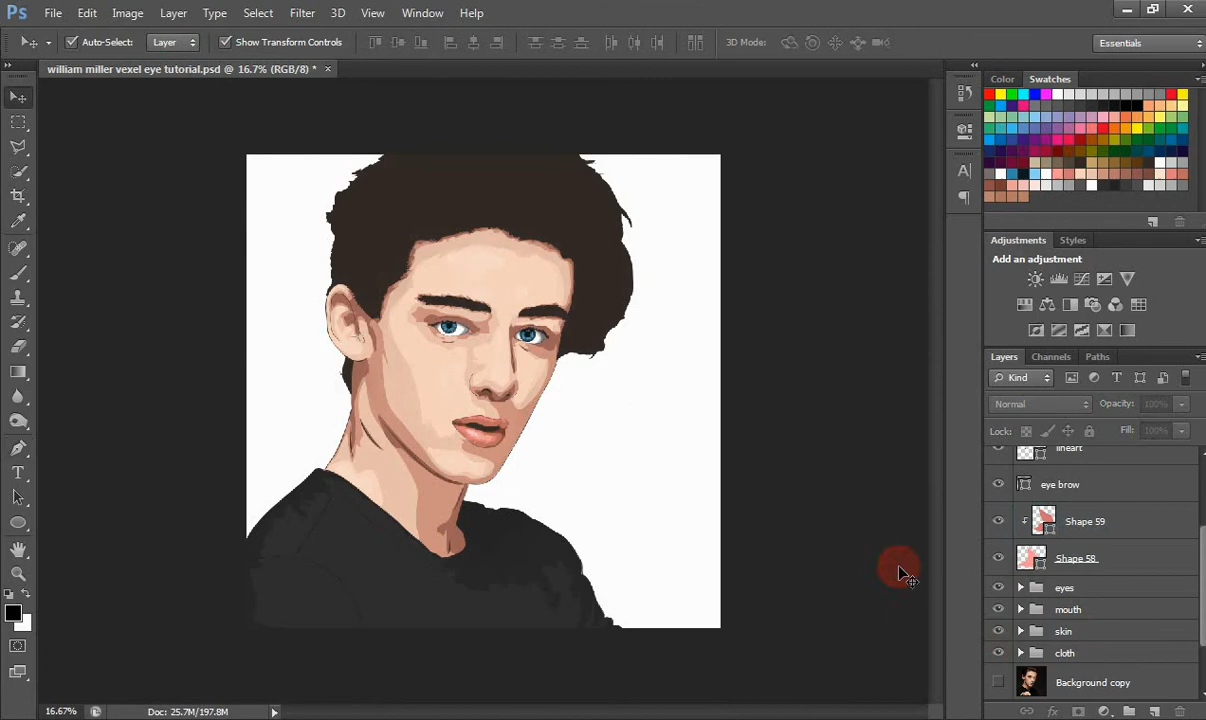 Ps File Edit Image Layer Type Select Filter 3D View Window Help
Auto-Select: Layer Show Transform Controls 3D Mode: Essentials
william miller vexel eye tutorial.psd @ 16.7% (RGB/8) * ×
Color Swatches
Adjustments Styles
Add an adjustment
Layers Channels Paths
Kind
Normal Opacity: 100%
Lock: Fill: 100%
lineart
eye brow
Shape 59
Shape 58
eyes
mouth
skin
cloth
Background copy
16.67% Doc: 25.7M/197.8M